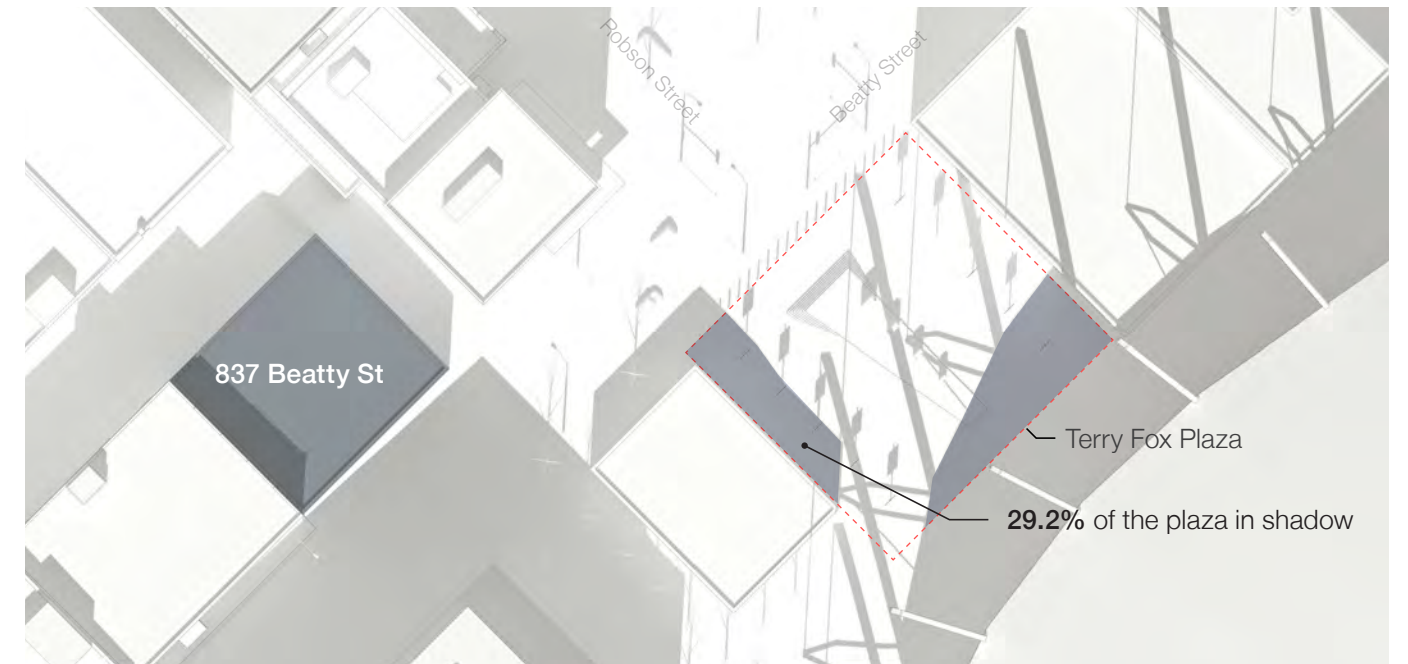 Robson Street
Beatty Street
837 Beatty St
Terry Fox Plaza
29.2% of the plaza in shadow